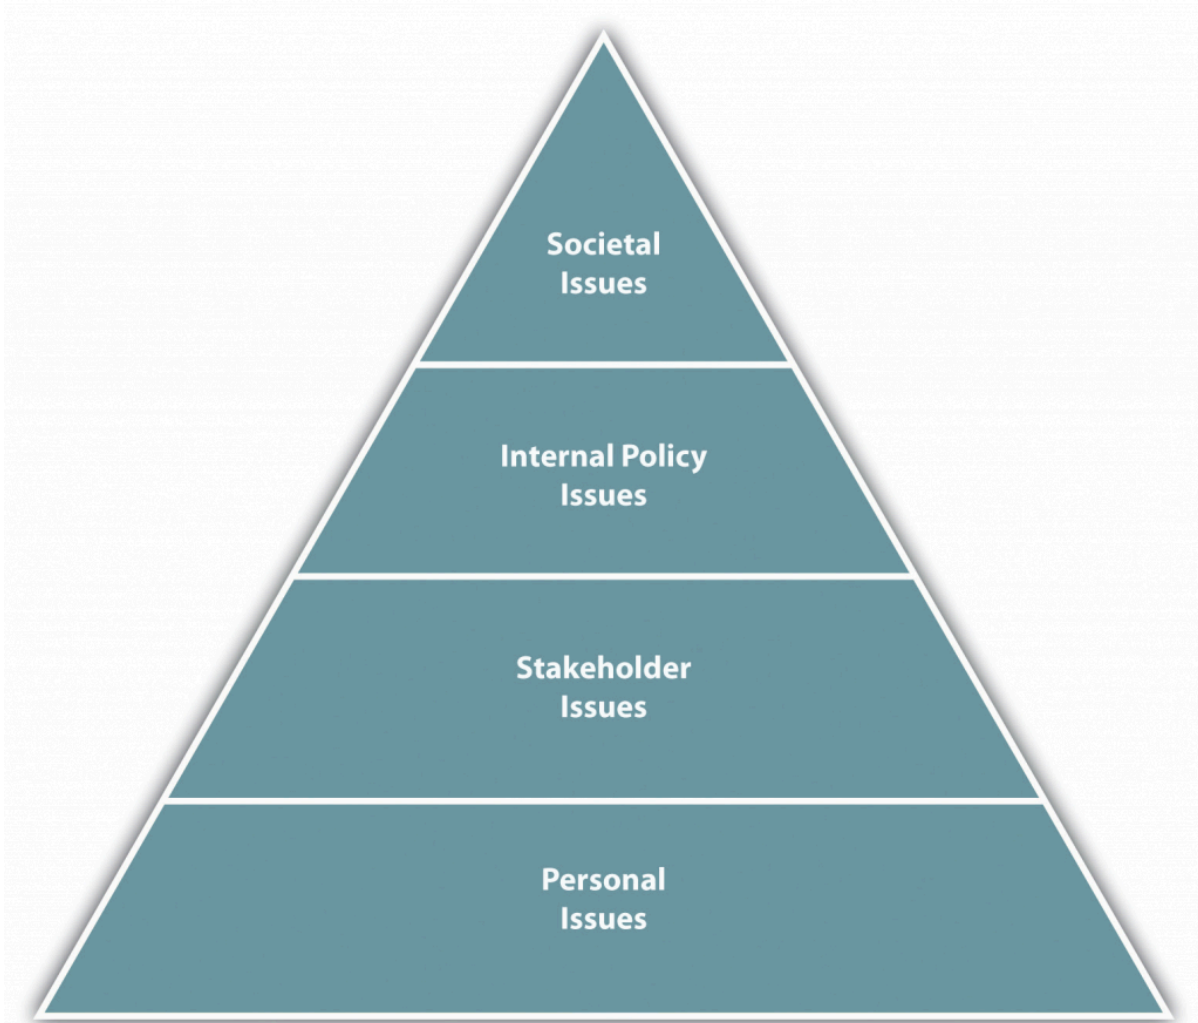 Societal
Issues
Internal Policy
Issues
Stakeholder
Issues
Personal
Issues